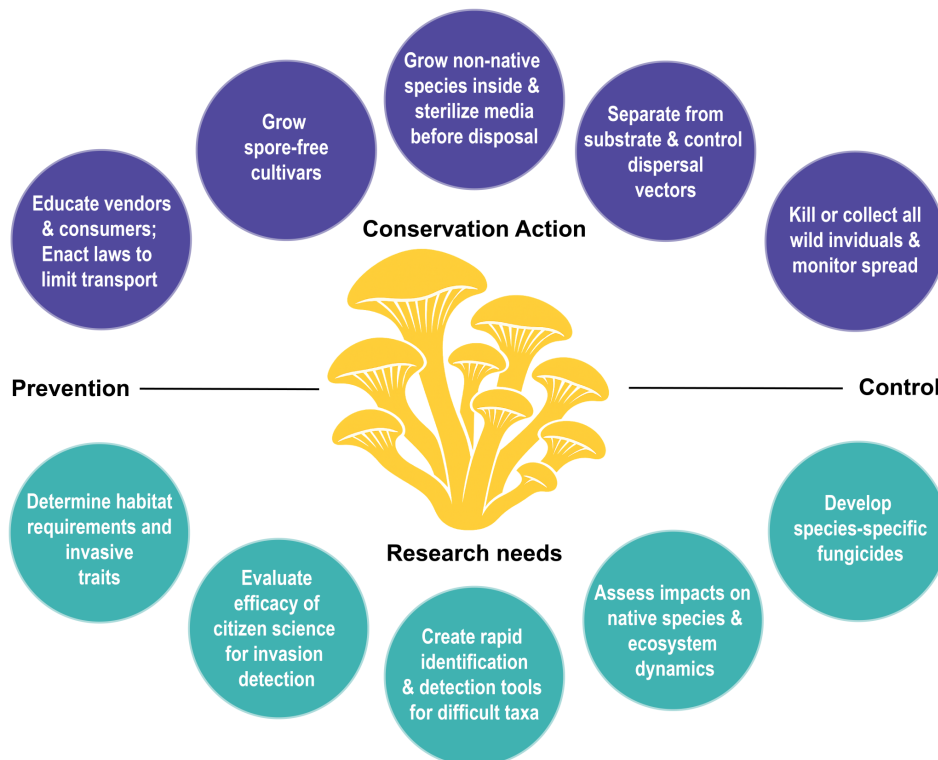 Grow non-native
species inside &
sterilize media
before disposal
Grow
spore-free
cultivars
Separate from
substrate & control
dispersal
vectors
Educate vendors
& consumers;
Enact laws to
limit transport
Kill or collect all
wild inviduals &
monitor spread
Conservation Action
Prevention
Control
Research needs
Determine habitat
requirements and
invasive
traits
Evaluate
efficacy of
citizen science
for invasion
detection
Create rapid
identification
& detection tools
for difficult taxa
Assess impacts on
native species &
ecosystem
dynamics
Develop
species-specific
fungicides